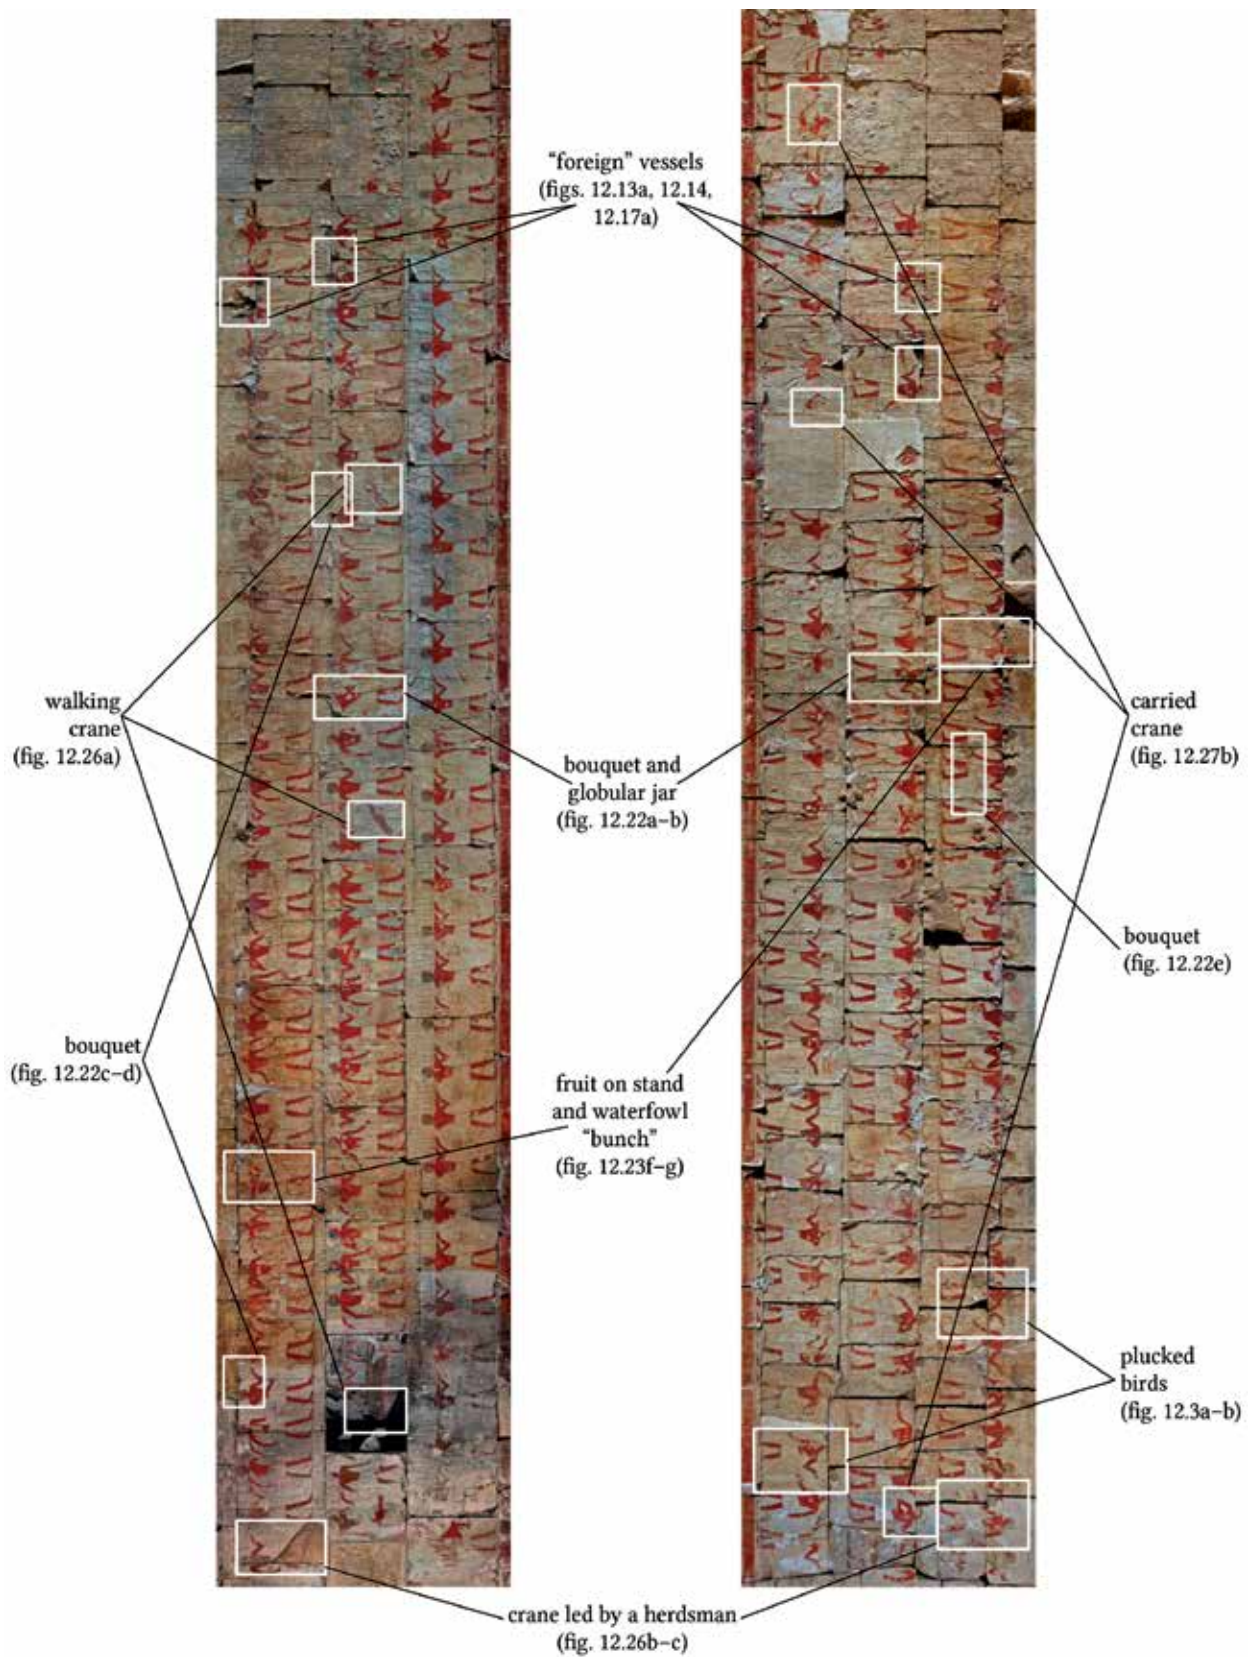 “foreign” vessels
(figs. 12.13a, 12.14,
12.17a)
walking
crane
(fig. 12.26a)
bouquet and
globular jar
(fig. 12.22a–b)
carried
crane
(fig. 12.27b)
bouquet
(fig. 12.22e)
bouquet
(fig. 12.22c–d)
fruit on stand
and waterfowl
“bunch”
(fig. 12.23f–g)
plucked
birds
(fig. 12.3a–b)
crane led by a herdsman
(fig. 12.26b–c)